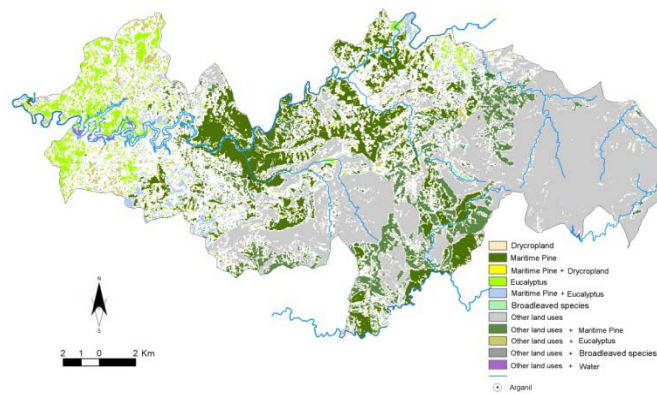 Drycropland
Maritime Pine
Maritime Pine + Drycropland
Eucalyptus
Maritime Pine + Eucalyptus
Broadleaved species
Other land uses
Other land uses + Maritime Pine
Other land uses + Eucalyptus
Other land uses + Broadleaved species
Other land uses + Water
Arganil
N
S
2 1 0 2 Km